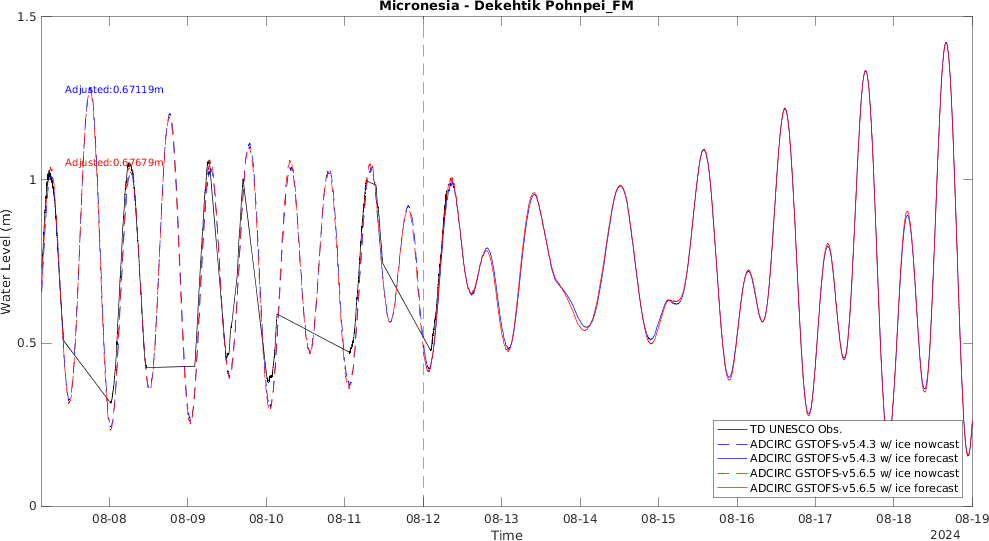 Micronesia - Dekehtik Pohnpei_FM
1.5
1
0.5
0
Water Level (m)
Adjusted:0.67119m
Adjusted:0.67679m
TD UNESCO Obs.
ADCIRC GSTOFS-v5.4.3 w/ ice nowcast
ADCIRC GSTOFS-v5.4.3 w/ ice forecast
ADCIRC GSTOFS-v5.6.5 w/ ice nowcast
ADCIRC GSTOFS-v5.6.5 w/ ice forecast
08-08 08-09 08-10 08-11 08-12 08-13 08-14 08-15 08-16 08-17 08-18 08-19
Time
2024